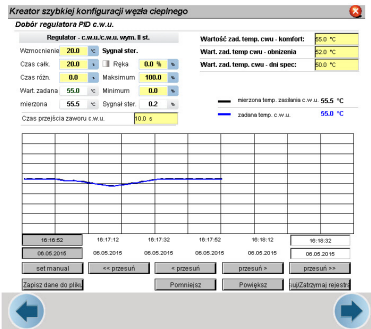 Kreator szybkiej konfiguracji węzła cieplnego
Dobór regulatora PID c.w.u.
Regulator - c.w.u./c.w.u. wym. II st.
Wzmocnienie 20.0 °C Sygnał ster.
Czas całk. 20.0 s Ręka 0.0 %
Czas różn. 0.0 s Maksimum 100.0 %
Wart. zadana 55.0 °C Minimum 0.0 %
mierzona 55.5 °C Sygnał ster. 0.2 %
Czas przejścia zaworu c.w.u. 10.0 s
Wartość zad. temp. cwu - komfort: 55.0 °C
Wart. zad. temp cwu - obnizenia 52.0 °C
Wart. zad. temp. cwu - dni spec: 50.0 °C
mierzona temp. zasilania c.w.u. 55.5 °C
zadana temp. c.w.u. 55.0 °C
16:16:52 16:17:12 16:17:32 16:17:52 16:18:12 16:18:32
06.05.2015 06.05.2015 06.05.2015 06.05.2015 06.05.2015 06.05.2015
set manual << przesuń < przesuń przesuń > przesuń >>
Zapisz dane do pliku Pomniejsz Powiększ uuj/Zatrzymaj rejestra